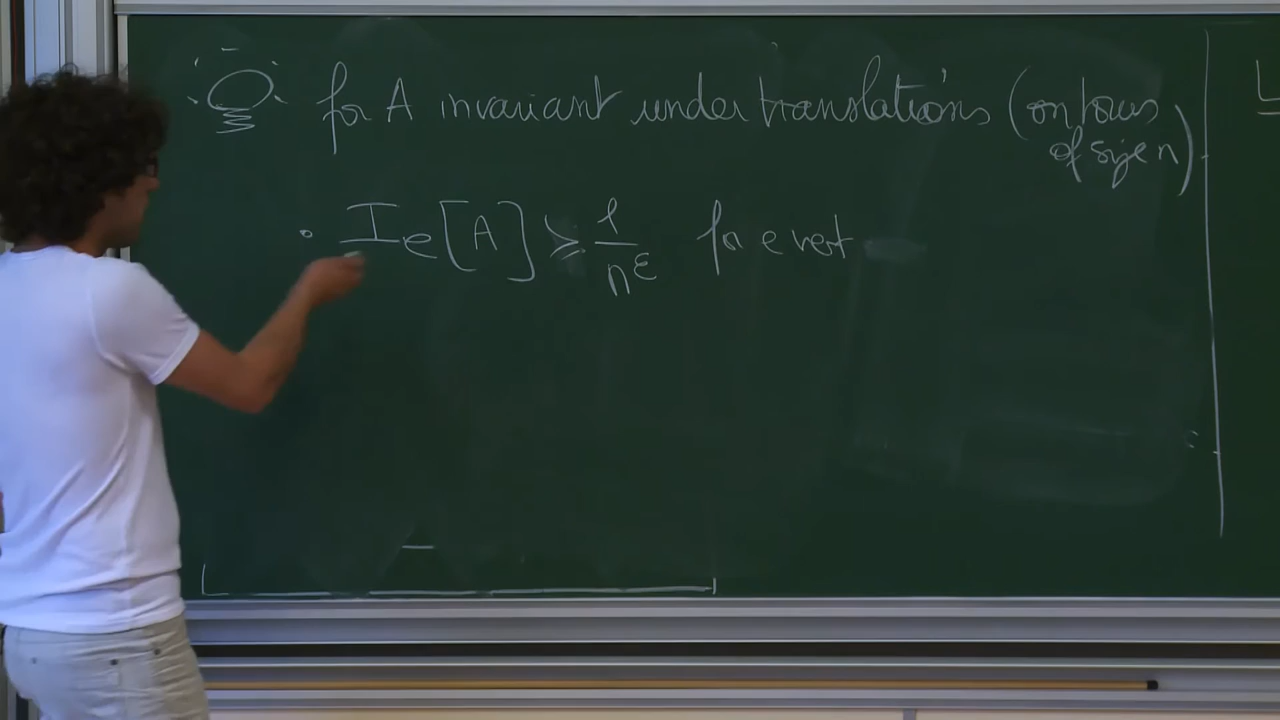 for A invariant under translations (on torus
of size n)
· I_e[A] ≥ 1/n^ε for e vert